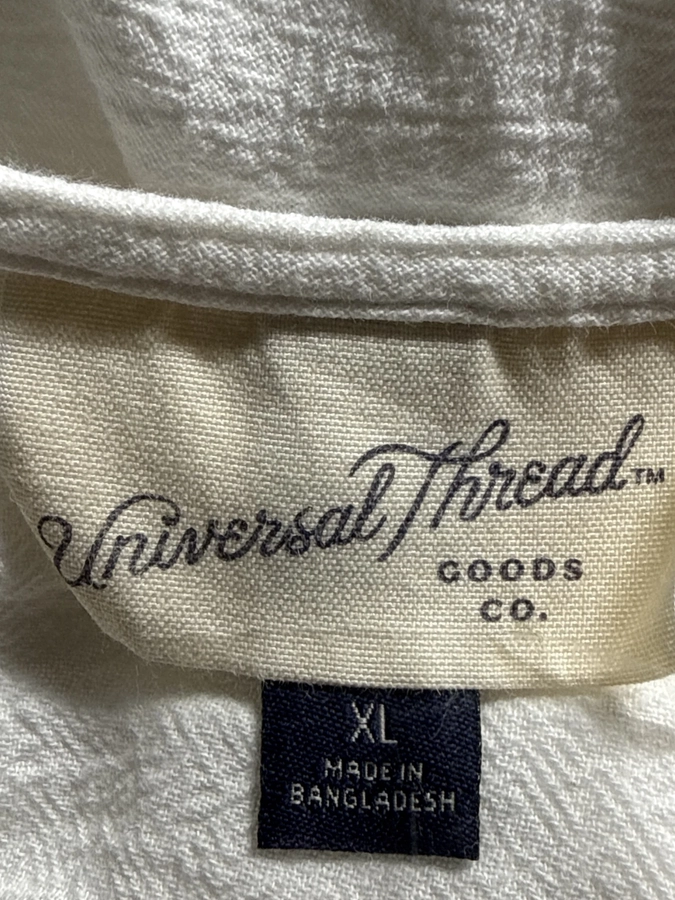 Universal Thread™
GOODS
CO.
XL
MADE IN
BANGLADESH